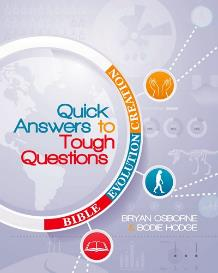 Quick
Answers to
Tough
Questions
BIBLE
EVOLUTION
CREATION
BRYAN OSBORNE
& BODIE HODGE